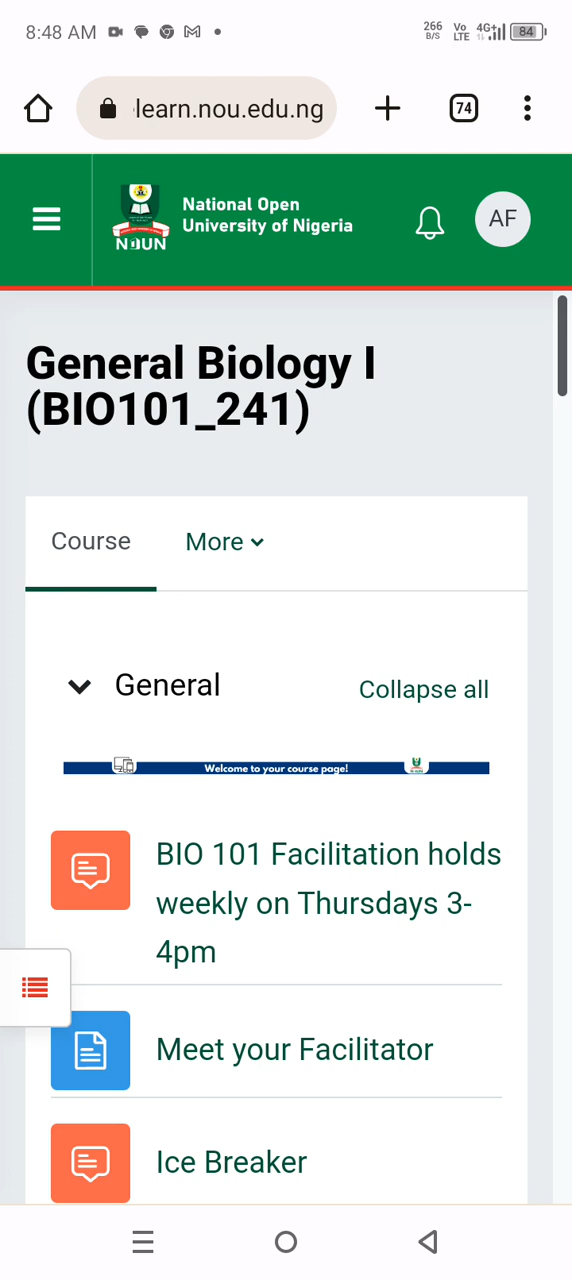 8:48 AM
266 B/S
Vo LTE
4G+
84
learn.nou.edu.ng
74
NOUN
National Open
University of Nigeria
AF
General Biology I
(BIO101_241)
Course
More
General
Collapse all
Welcome to your course page!
BIO 101 Facilitation holds
weekly on Thursdays 3-
4pm
Meet your Facilitator
Ice Breaker